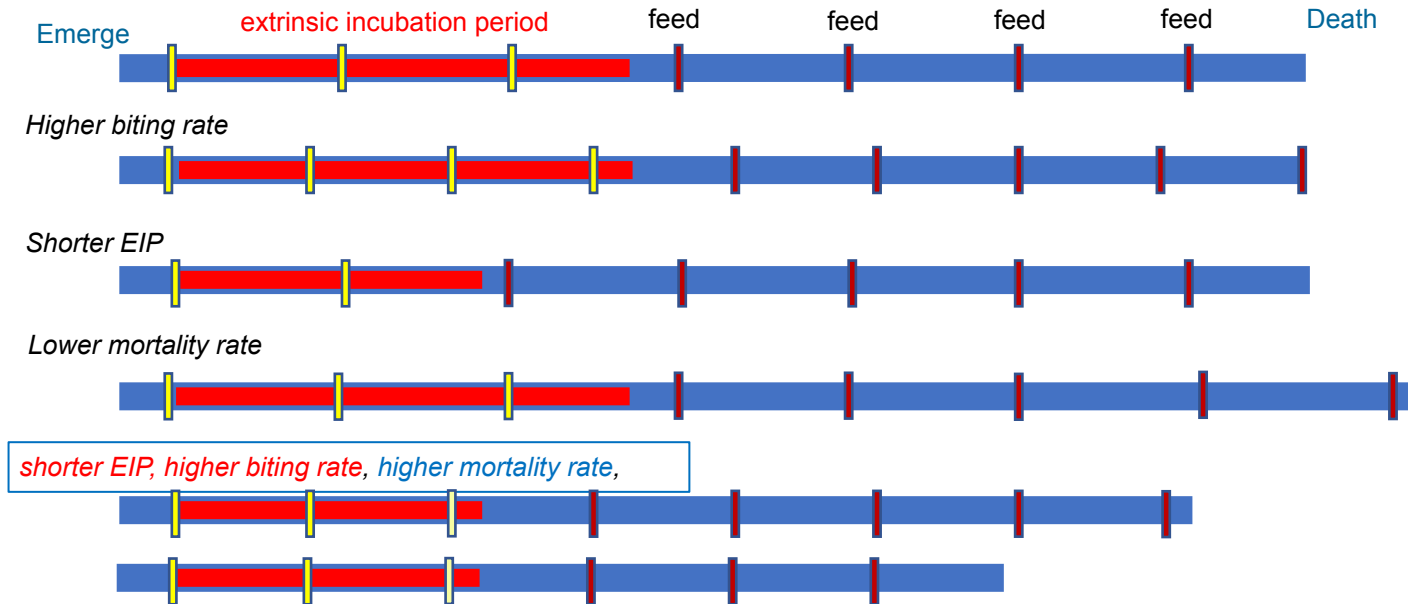 Emerge extrinsic incubation period feed feed feed feed Death
Higher biting rate
Shorter EIP
Lower mortality rate
shorter EIP, higher biting rate, higher mortality rate,